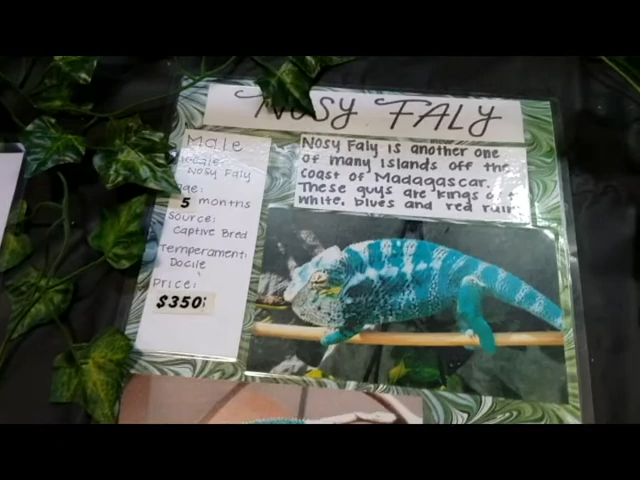 NOSY FALY
Male
Locale:
Nosy Faly
Age:
5 months
Source:
Captive Bred
Temperament:
Docile
Price:
$350
Nosy Faly is another one
of many islands off the
coast of Madagascar.
These guys are kings of
white, blues and red